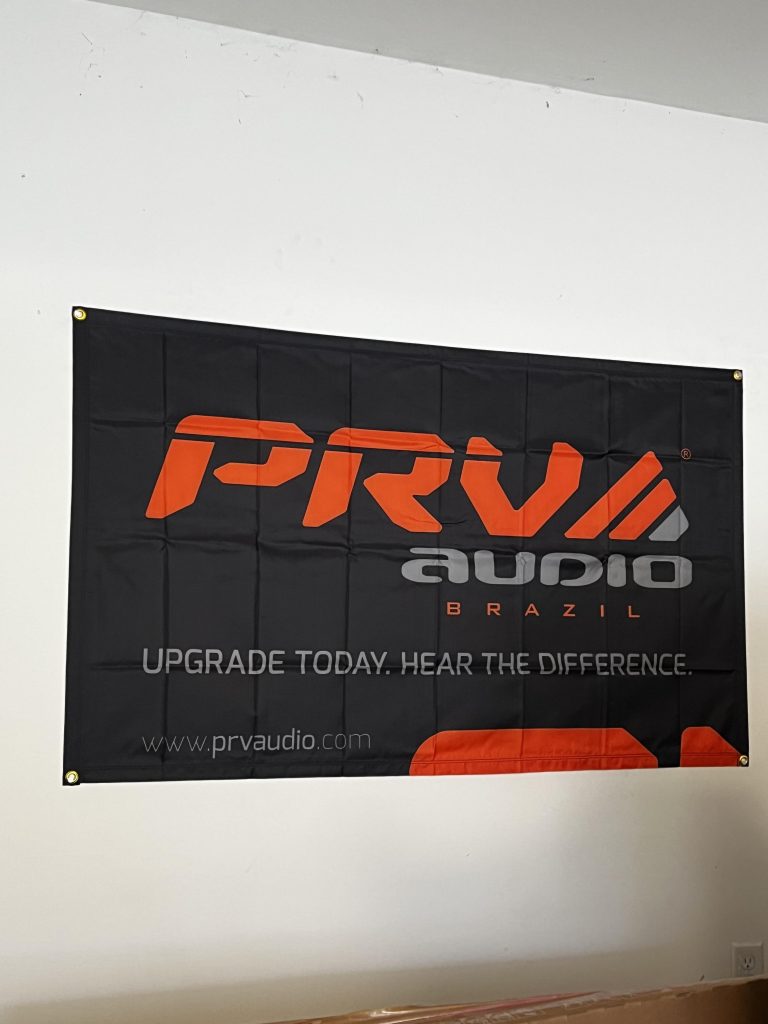 PRV
®
audio
BRAZIL
UPGRADE TODAY. HEAR THE DIFFERENCE.
www.prvaudio.com